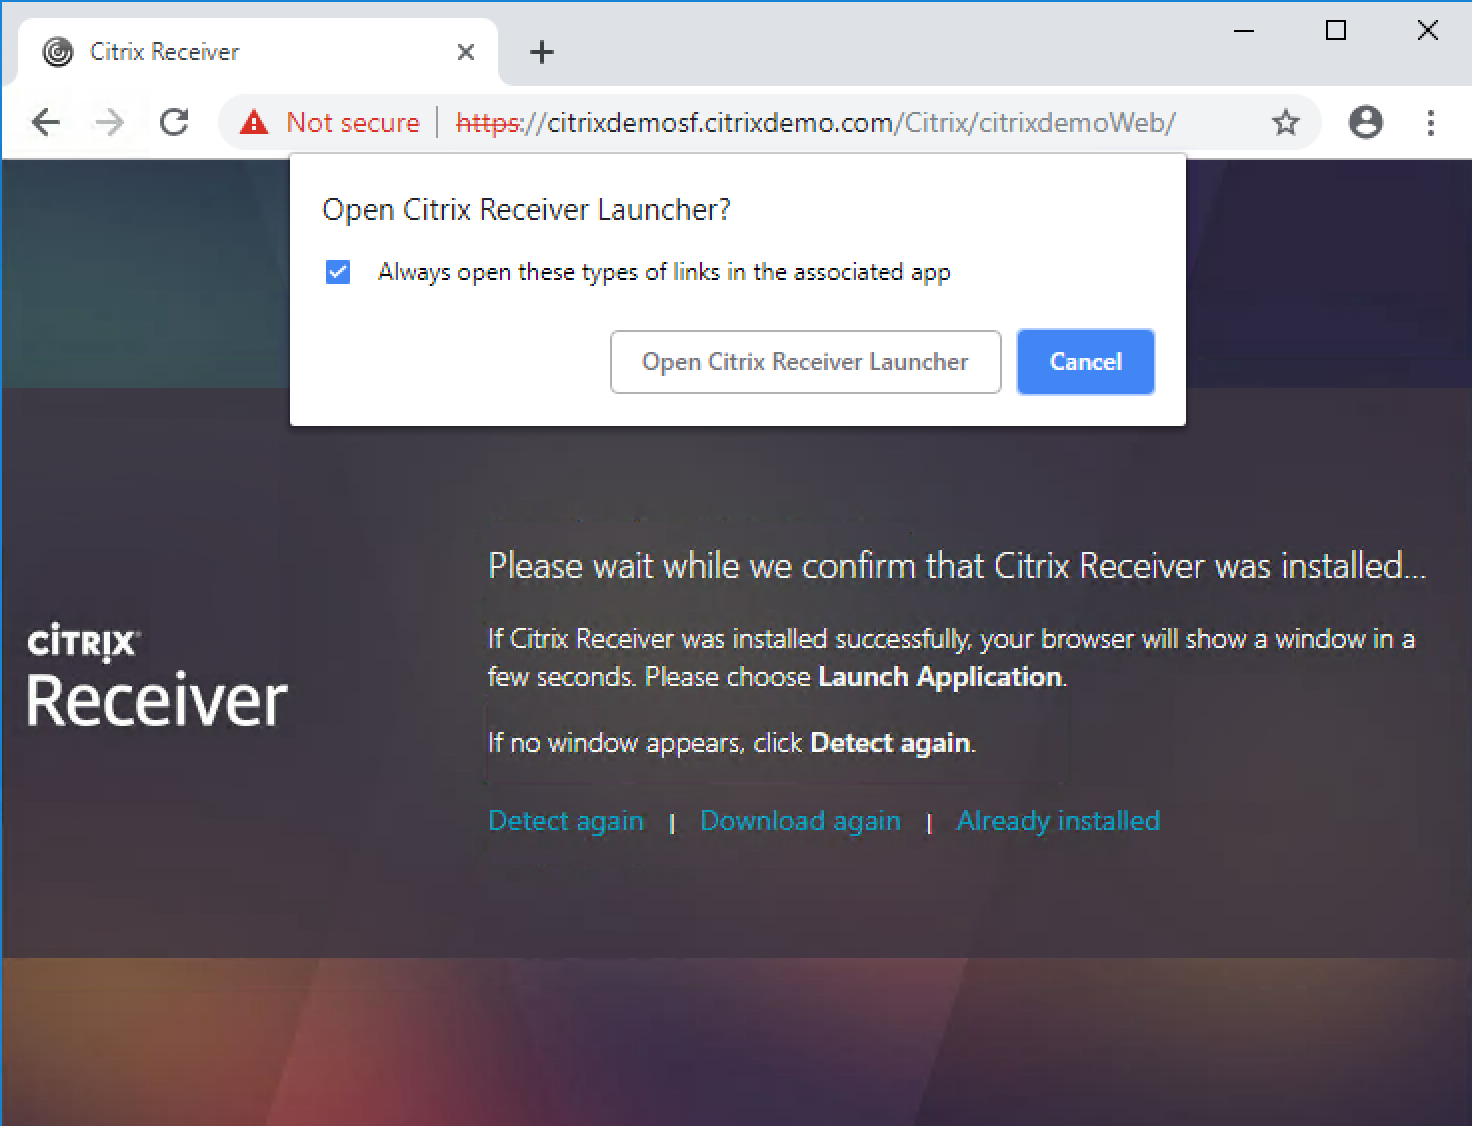 Citrix Receiver
Not secure
https://citrixdemosf.citrixdemo.com/Citrix/citrixdemoWeb/
Open Citrix Receiver Launcher?
Always open these types of links in the associated app
Open Citrix Receiver Launcher
Cancel
Please wait while we confirm that Citrix Receiver was installed...
CİTRIX
Receiver
If Citrix Receiver was installed successfully, your browser will show a window in a
few seconds. Please choose Launch Application.
If no window appears, click Detect again.
Detect again | Download again | Already installed